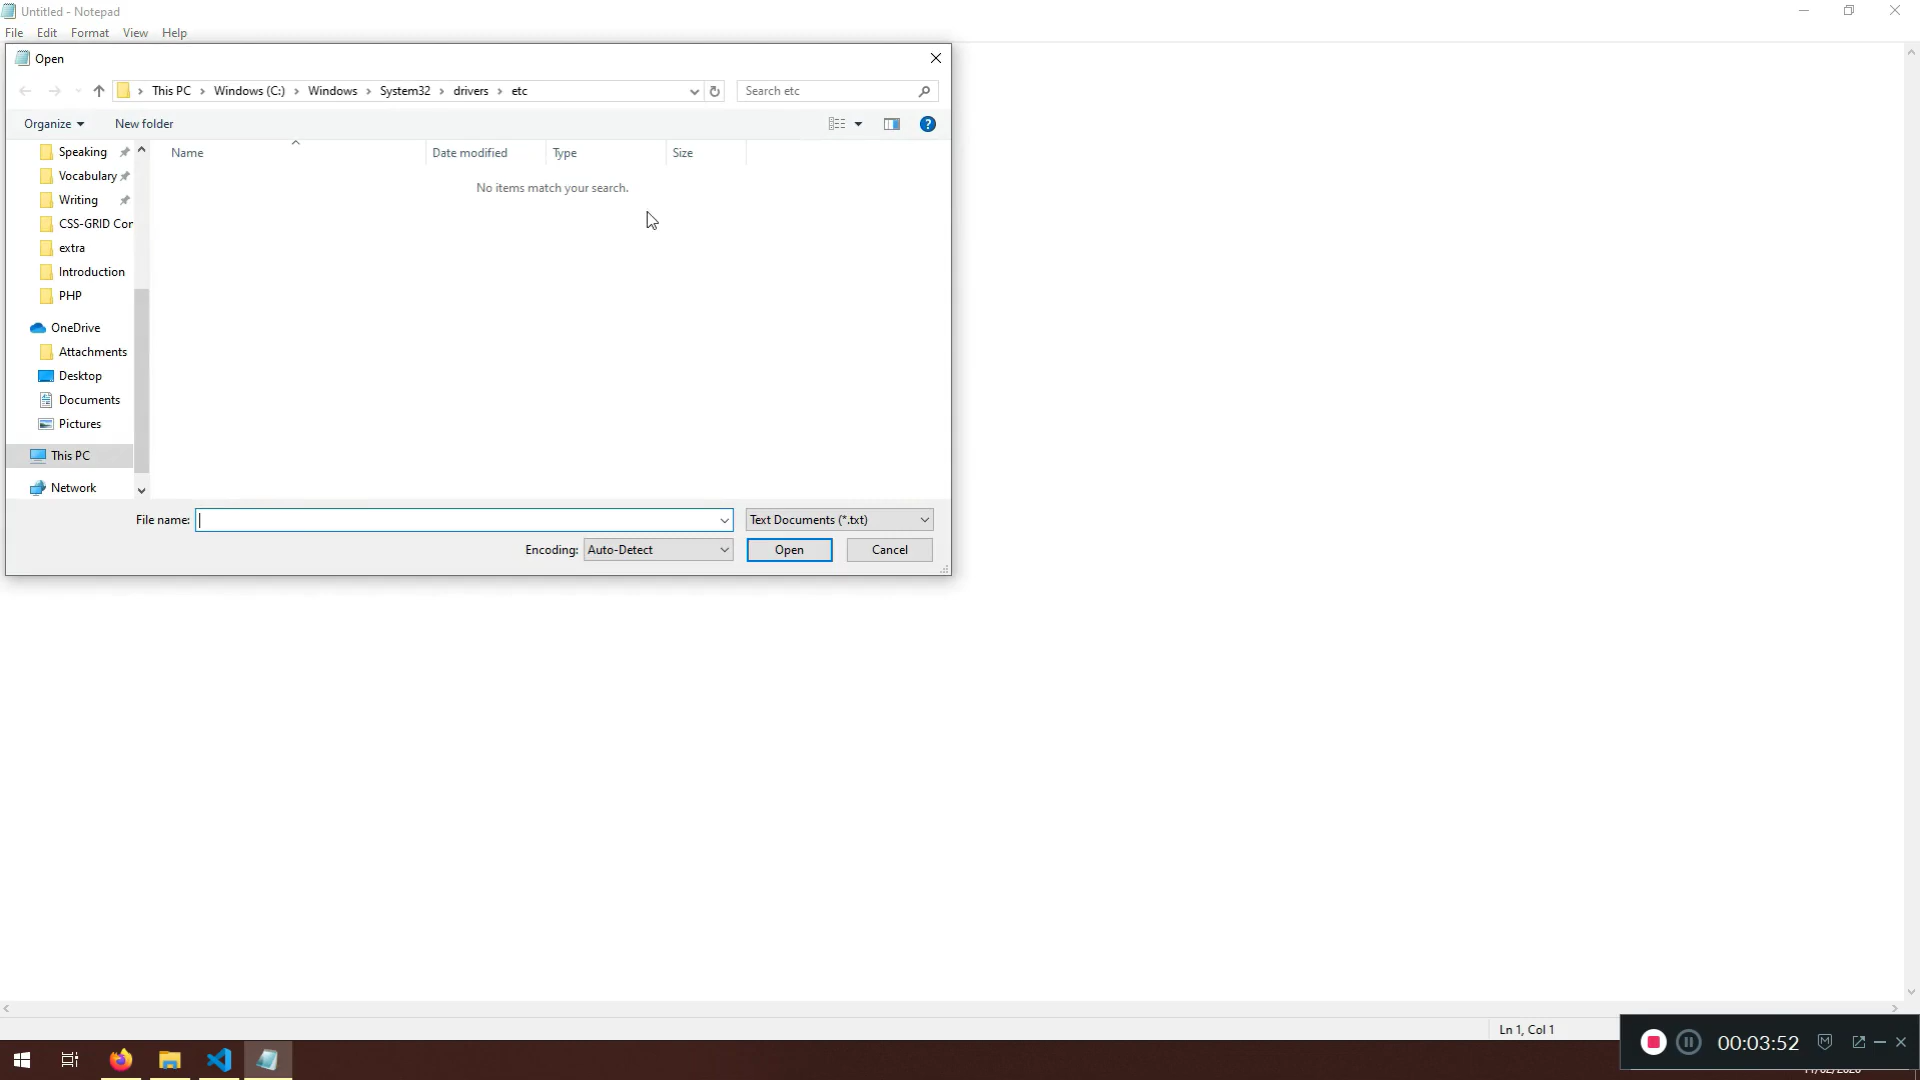 Untitled - Notepad
File Edit Format View Help
Open
This PC Windows (C:) Windows System32 drivers etc
Search etc
Organize New folder
Name Date modified Type Size
No items match your search.
Speaking
Vocabulary
Writing
CSS-GRID Cor
extra
Introduction
PHP
OneDrive
Attachments
Desktop
Documents
Pictures
This PC
Network
File name: Text Documents (*.txt)
Encoding: Auto-Detect Open Cancel
Ln 1, Col 1
00:03:52